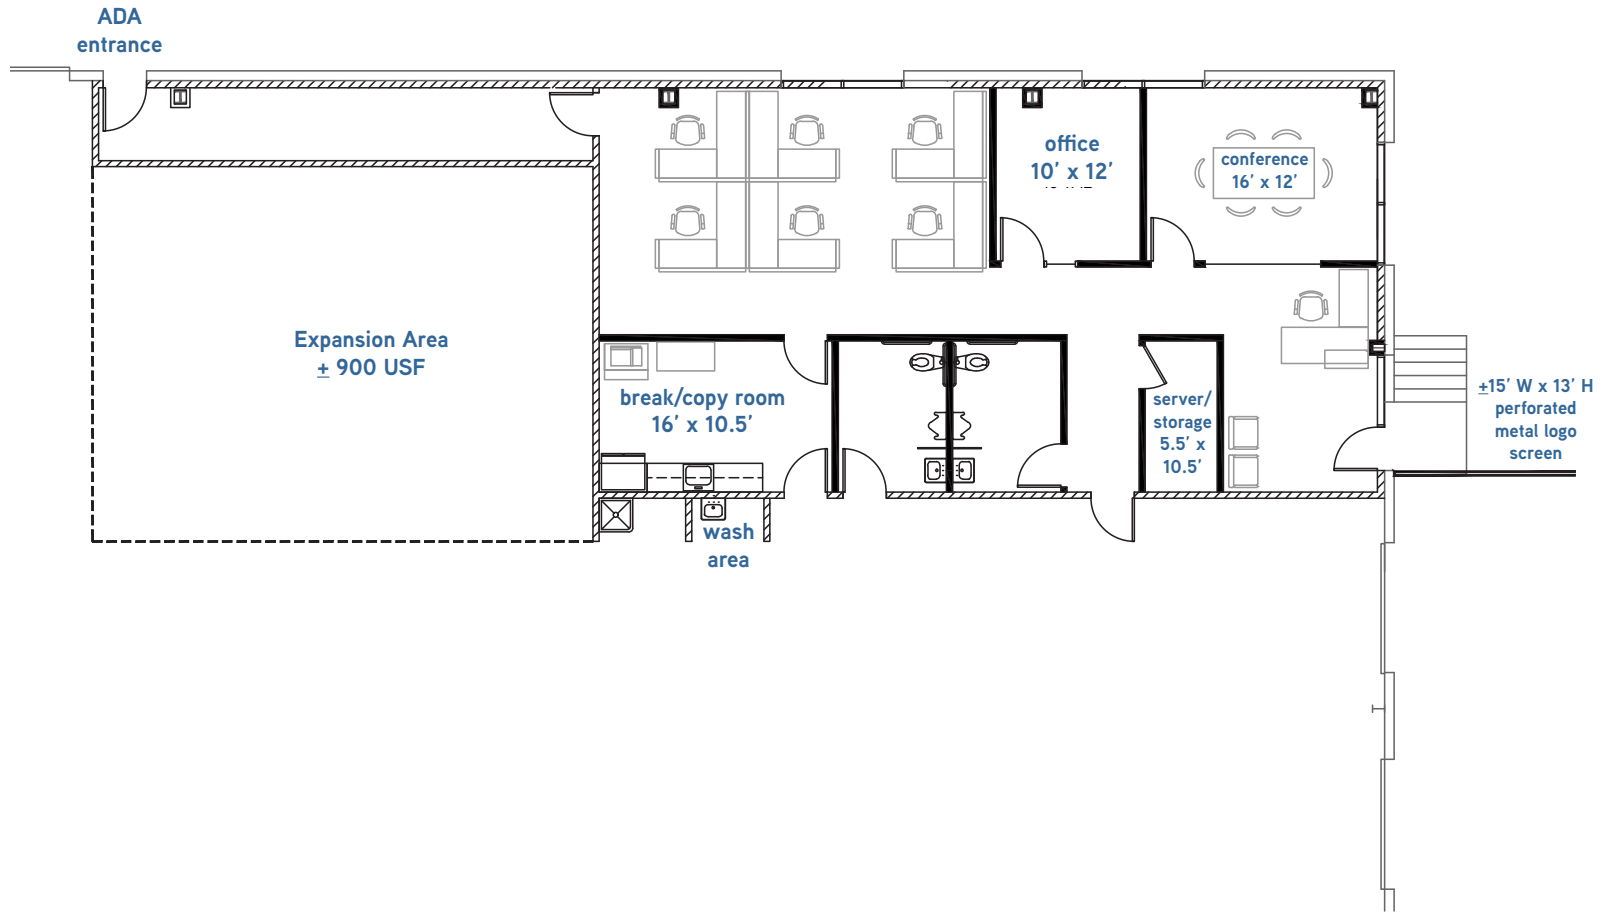 ADA
entrance
office
10’ x 12’
conference
16’ x 12’
Expansion Area
± 900 USF
break/copy room
16’ x 10.5’
server/
storage
5.5’ x
10.5’
±15’ W x 13’ H
perforated
metal logo
screen
wash
area